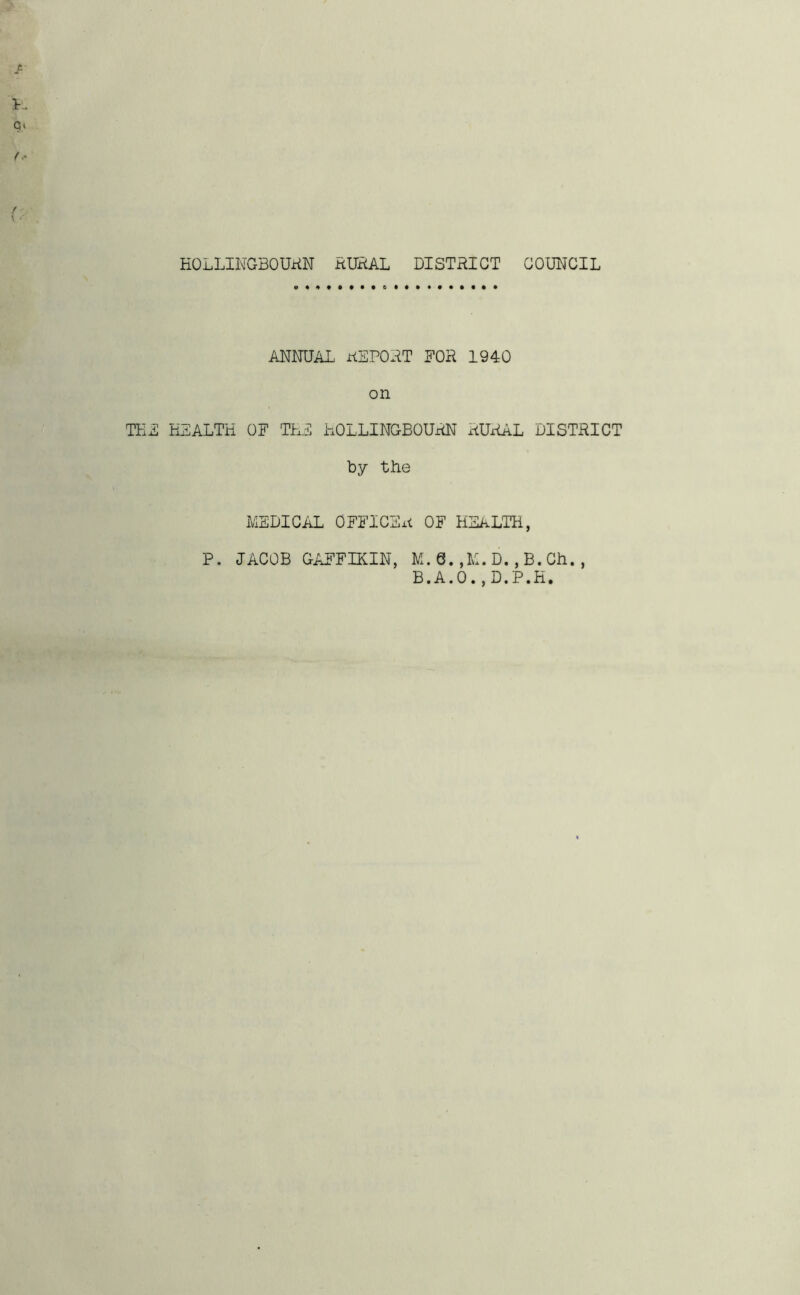 HOLLINGBOURN RURAL DISTRICT COUNCIL
...................
ANNUAL REPORT FOR 1940
on
THE HEALTH OF THE HOLLINGBOURN RURAL DISTRICT
by the
MEDICAL OFFICER OF HEALTH,
P. JACOB GAFFIKIN, M.C.,M.D.,B.Ch.,
B.A.O.,D.P.H.